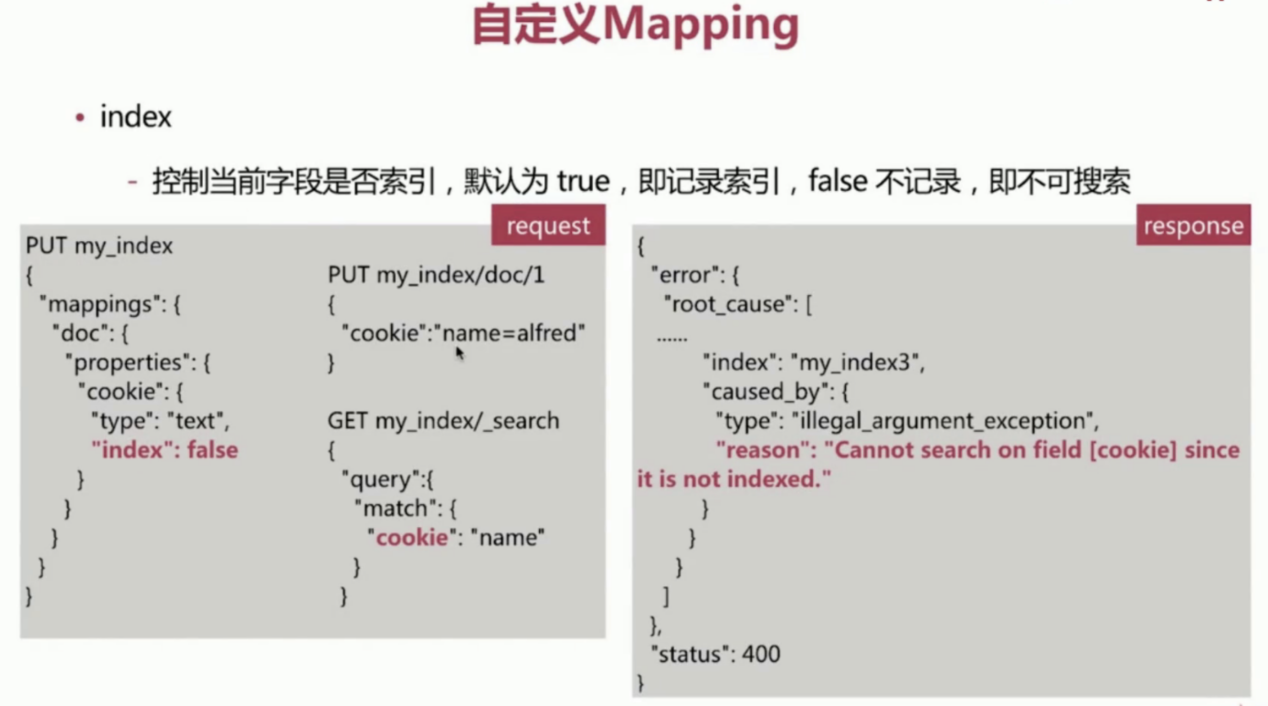 自定义Mapping
• index
- 控制当前字段是否索引，默认为 true，即记录索引，false 不记录，即不可搜索
request
PUT my_index
{
"mappings": {
"doc": {
"properties": {
"cookie": {
"type": "text",
"index": false
}
}
}
}
}
PUT my_index/doc/1
{
"cookie":"name=alfred"
}
GET my_index/_search
{
"query":{
"match": {
"cookie": "name"
}
}
response
{
"error": {
"root_cause": [
......
"index": "my_index3",
"caused_by": {
"type": "illegal_argument_exception",
"reason": "Cannot search on field [cookie] since
it is not indexed."
}
}
}
]
},
"status": 400
}